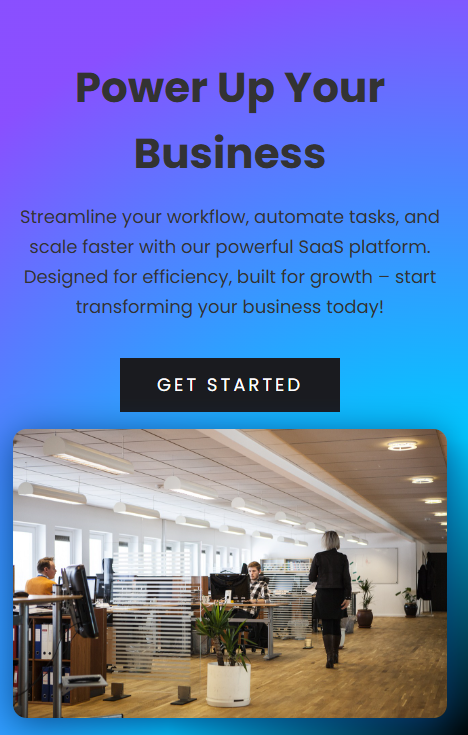 Power Up Your
Business
Streamline your workflow, automate tasks, and
scale faster with our powerful SaaS platform.
Designed for efficiency, built for growth – start
transforming your business today!
GET STARTED